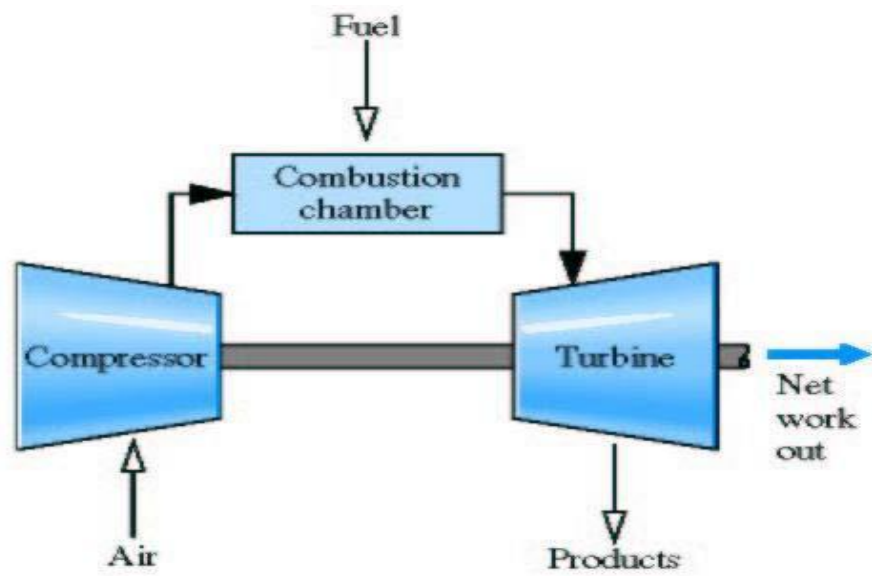 Fuel
Combustion
chamber
Compressor
Turbine
Net
work
out
Air
Products